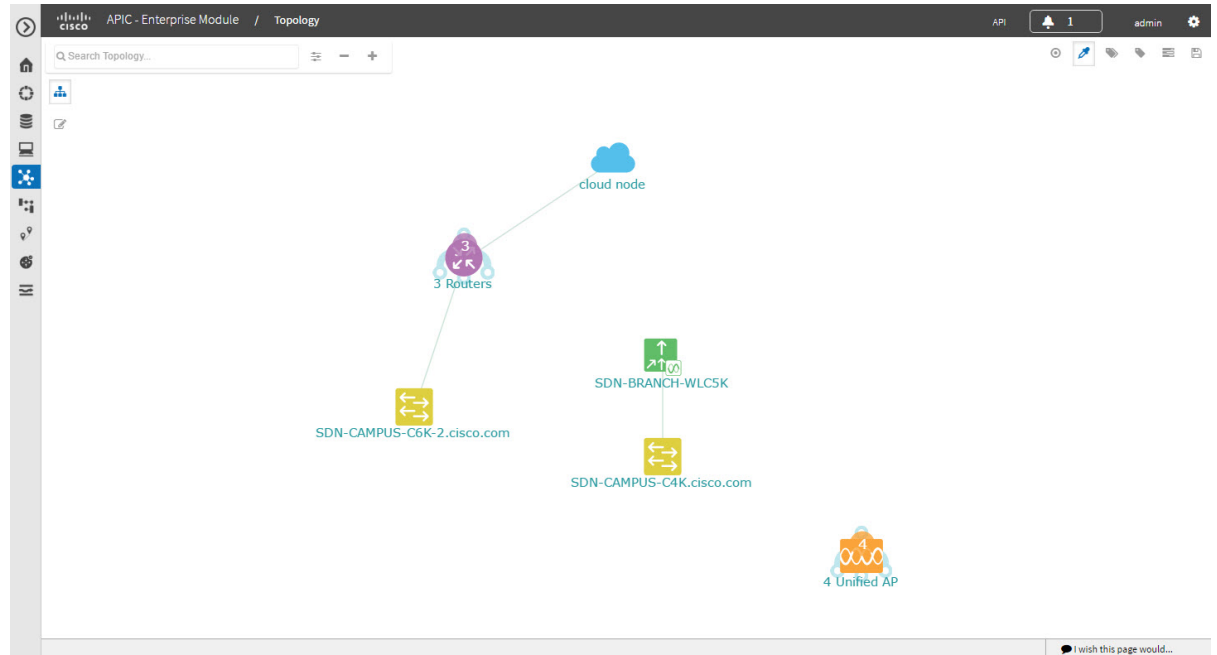 cisco APIC - Enterprise Module / Topology API 1 admin
Search Topology...
cloud node
3
3 Routers
SDN-BRANCH-WLC5K
SDN-CAMPUS-C6K-2.cisco.com
SDN-CAMPUS-C4K.cisco.com
4
4 Unified AP
I wish this page would...